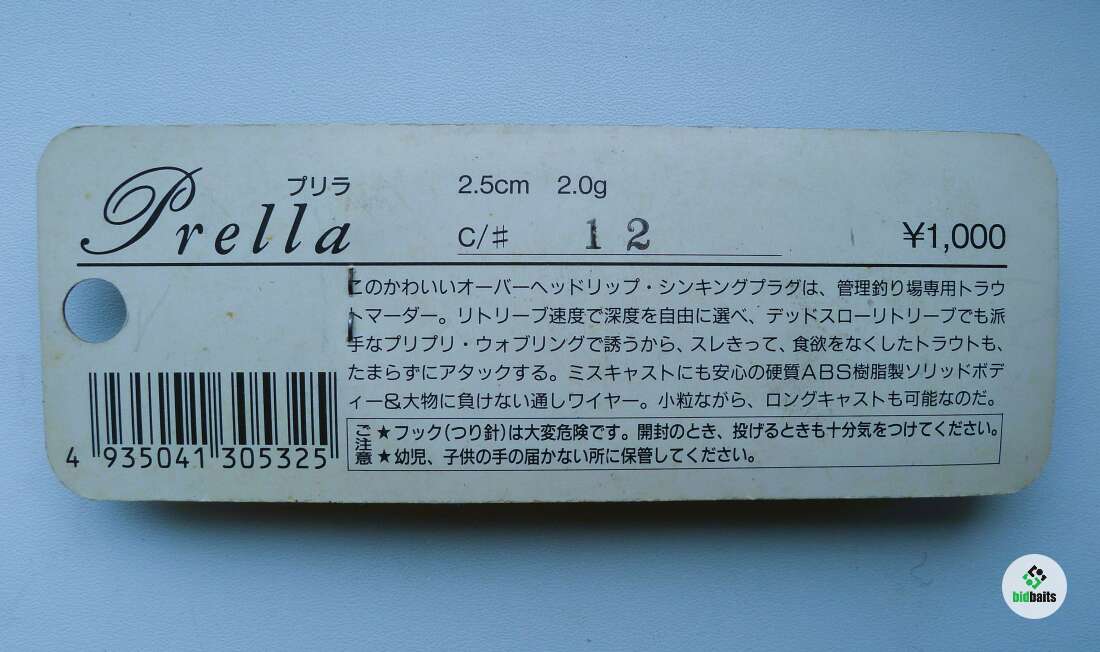 Prella
プリラ
2.5cm 2.0g
C/# 12
¥1,000
このかわいいオーバーヘッドリップ・シンキングプラグは、管理釣り場専用トラウ
トマーダー。リトリーブ速度で深度を自由に選べ、デッドスローリトリーブでも派
手なプリプリ・ウォブリングで誘うから、スレきって、食欲をなくしたトラウトも、
たまらずにアタックする。ミスキャストにも安心の硬質ABS樹脂製ソリッドボデ
ィー&大物に負けない通しワイヤー。小粒ながら、ロングキャストも可能なのだ。
ご注意
★フック(つり針)は大変危険です。開封のとき、投げるときも十分気をつけてください。
★幼児、子供の手の届かない所に保管してください。
4 935041 305325
bidbaits